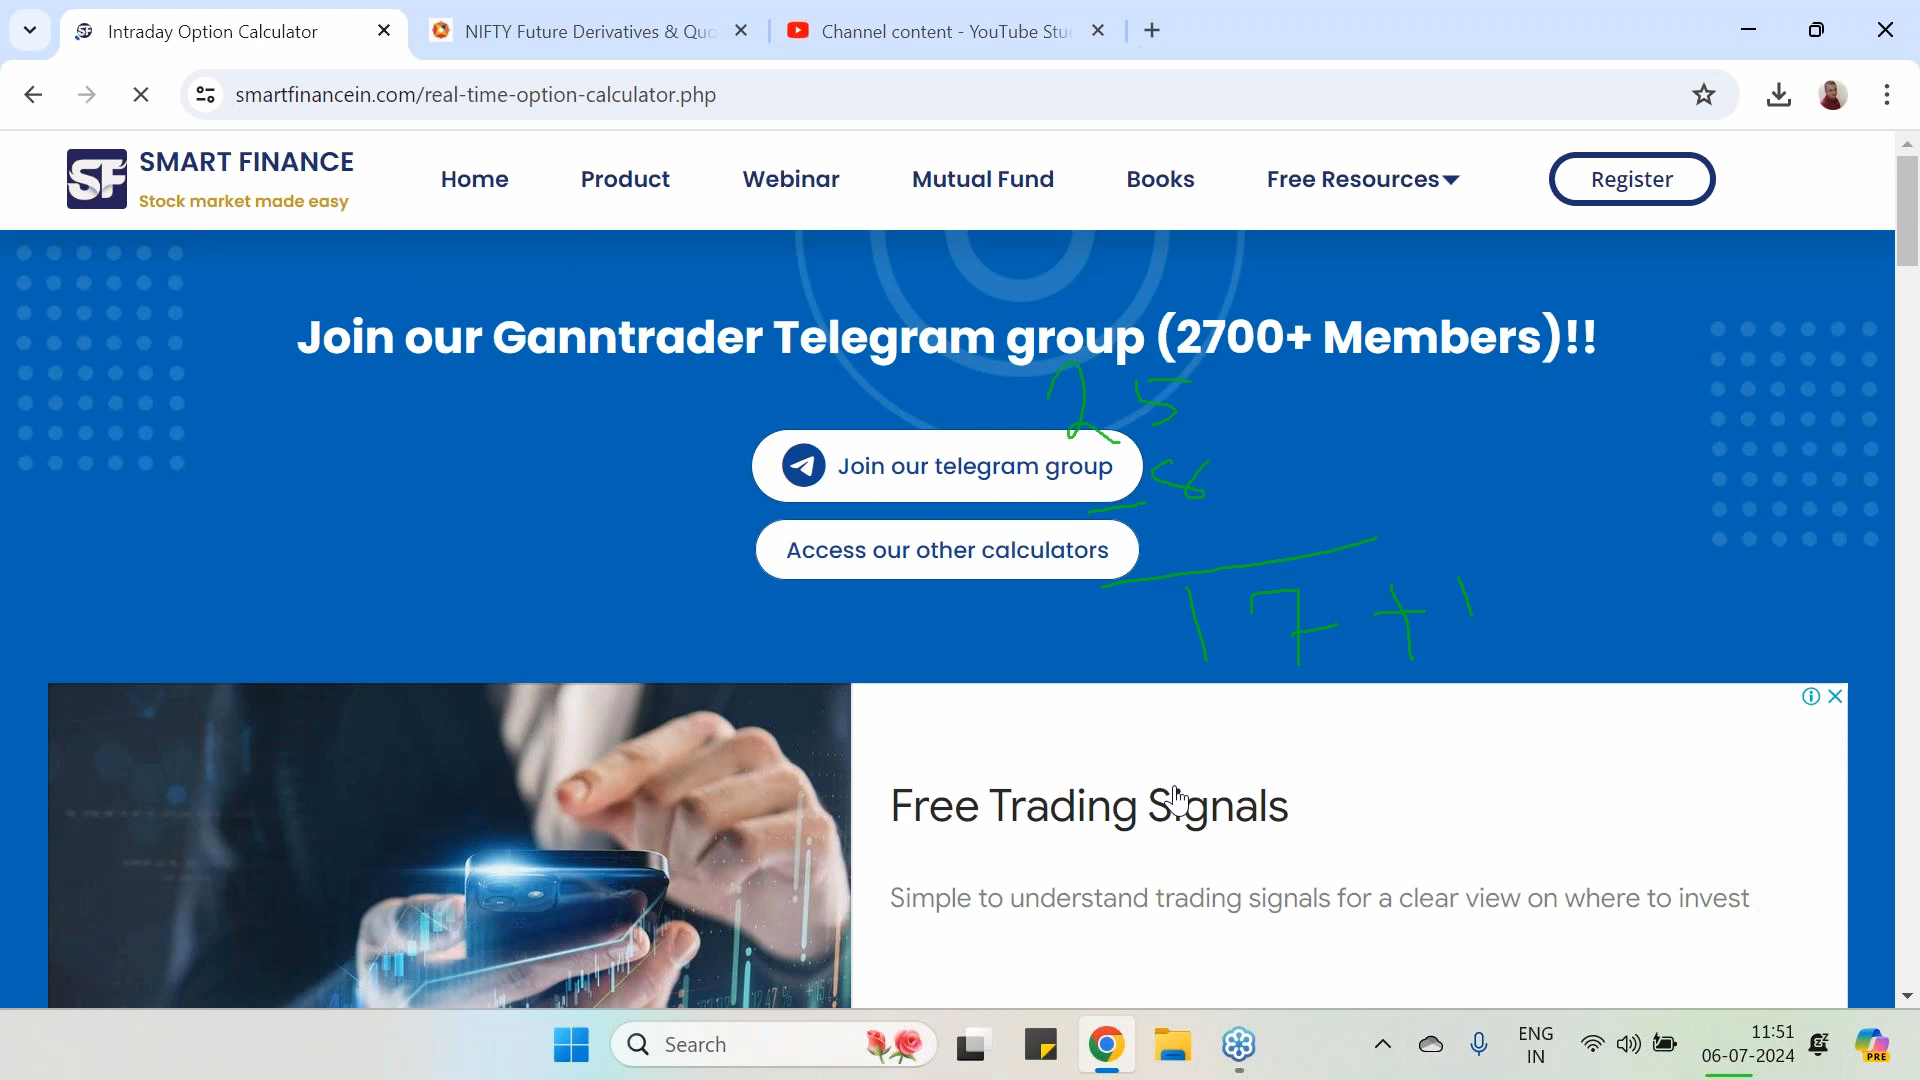 Intraday Option Calculator
NIFTY Future Derivatives & Quo
Channel content - YouTube Stu
smartfinancein.com/real-time-option-calculator.php
SF
SMART FINANCE
Stock market made easy
Home
Product
Webinar
Mutual Fund
Books
Free Resources
Register
Join our Ganntrader Telegram group (2700+ Members)!!
25
Join our telegram group
- 8
Access our other calculators
17 + 1
Free Trading Signals
Simple to understand trading signals for a clear view on where to invest
Search
ENG
IN
11:51
06-07-2024
PRE